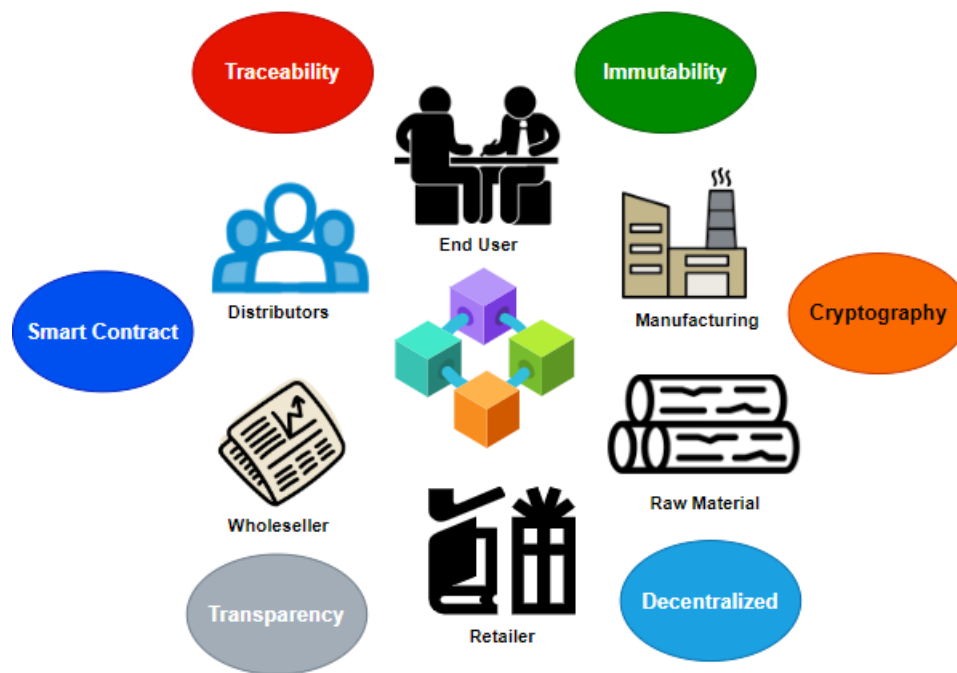 Traceability
Immutability
End User
Distributors
Manufacturing
Smart Contract
Cryptography
Wholeseller
Raw Material
Transparency
Decentralized
Retailer